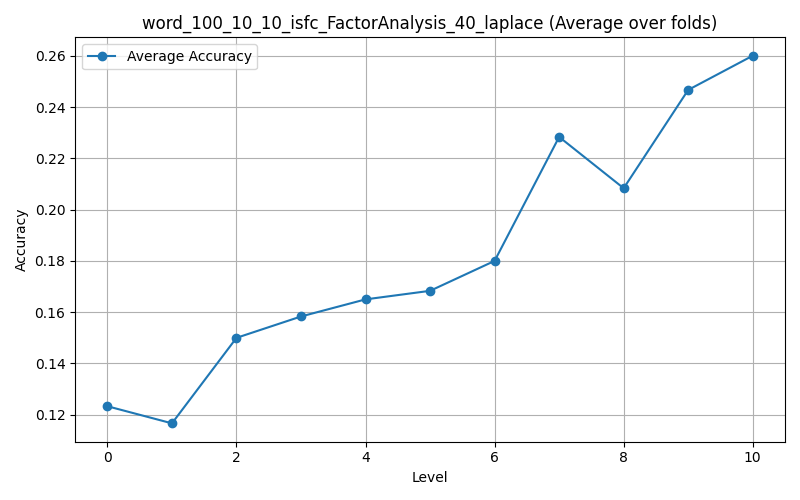 word_100_10_10_isfc_FactorAnalysis_40_laplace (Average over folds)
Average Accuracy
Accuracy
0.26
0.24
0.22
0.20
0.18
0.16
0.14
0.12
0 2 4 6 8 10
Level